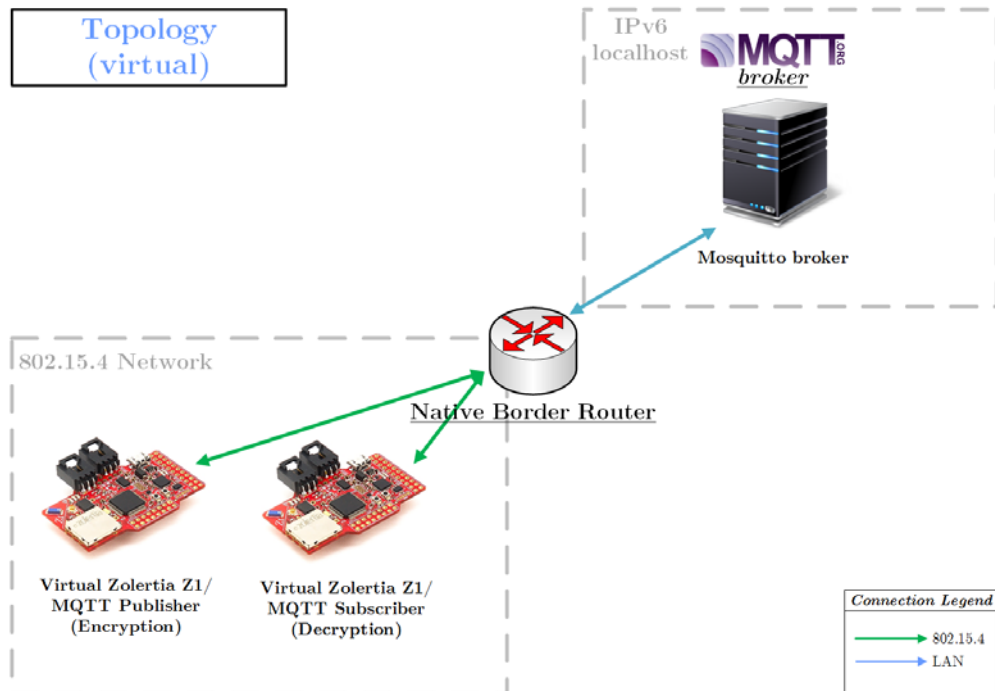 Topology
(virtual)
IPv6
localhost
MQTT
.ORG
broker
Mosquitto broker
802.15.4 Network
Native Border Router
Virtual Zolertia Z1/
MQTT Publisher
(Encryption)
Virtual Zolertia Z1/
MQTT Subscriber
(Decryption)
Connection Legend
802.15.4
LAN